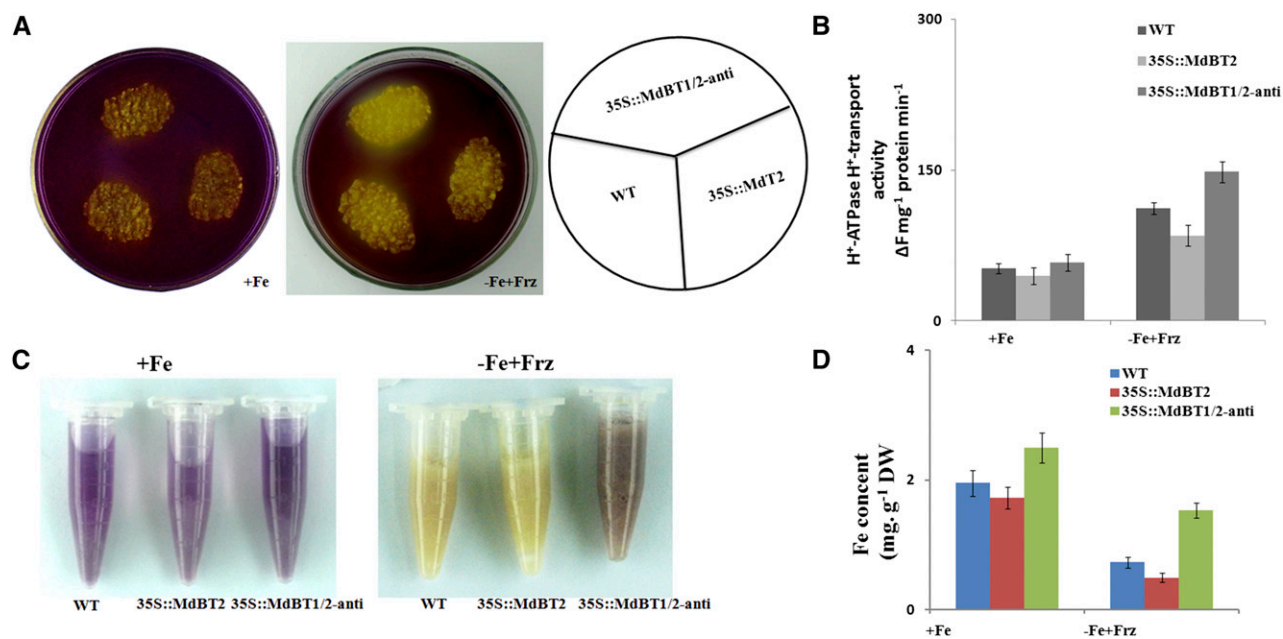 A
+Fe
-Fe+Frz
35S::MdBT1/2-anti
WT
35S::MdT2
B
300
150
0
H⁺-ATPase H⁺-transport
activity
ΔF mg⁻¹ protein min⁻¹
WT
35S::MdBT2
35S::MdBT1/2-anti
+Fe
-Fe+Frz
C
+Fe
-Fe+Frz
WT
35S::MdBT2
35S::MdBT1/2-anti
WT
35S::MdBT2
35S::MdBT1/2-anti
D
4
2
0
Fe concent
(mg. g⁻¹ DW)
WT
35S::MdBT2
35S::MdBT1/2-anti
+Fe
-Fe+Frz